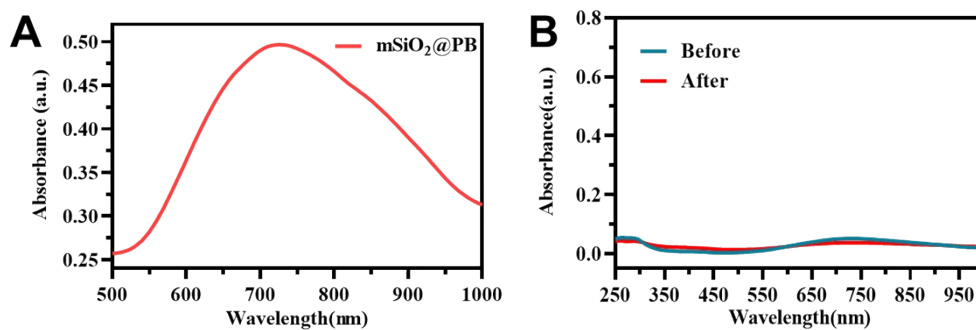 A
mSiO₂@PB
Absorbance (a.u.)
0.50
0.45
0.40
0.35
0.30
0.25
500 600 700 800 900 1000
Wavelength(nm)
B
Before
After
Absorbance(a.u.)
0.8
0.6
0.4
0.2
0.0
250 350 450 550 650 750 850 950
Wavelength(nm)